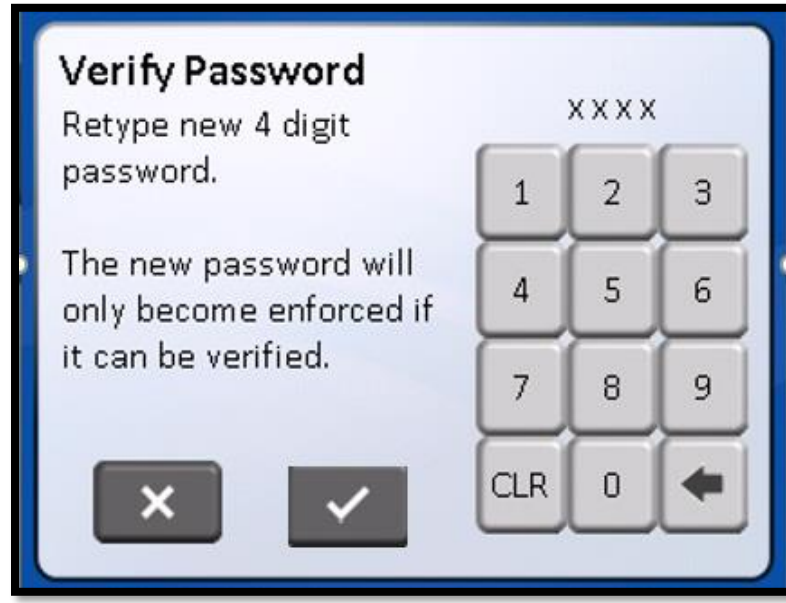 Verify Password
Retype new 4 digit
password.
The new password will
only become enforced if
it can be verified.
XXXX
1 2 3
4 5 6
7 8 9
CLR 0